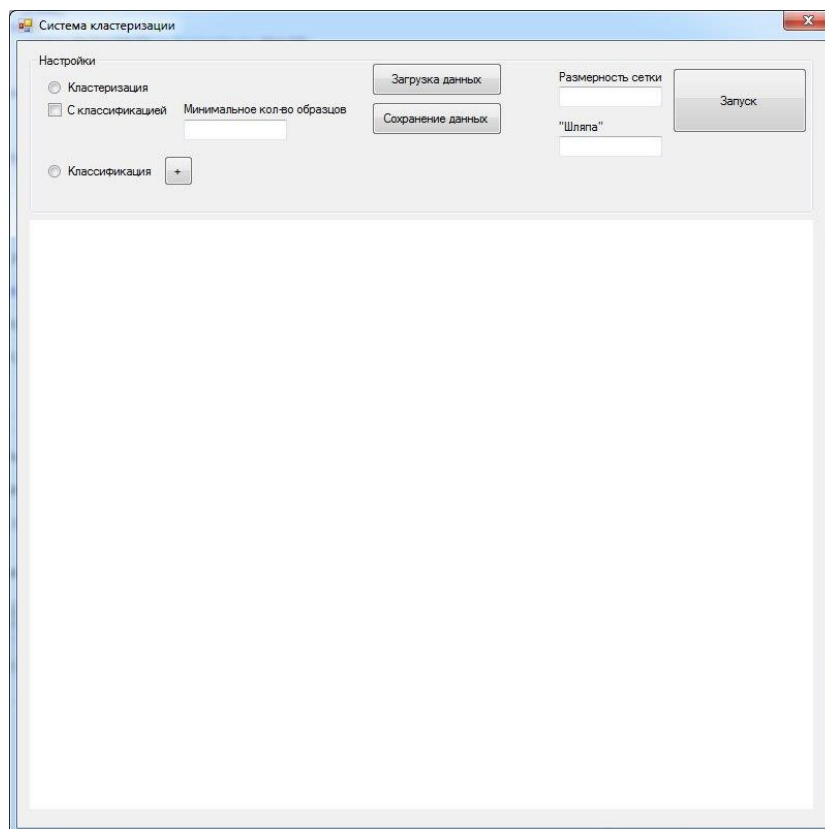 Система кластеризации
Настройки
Кластеризация
С классификацией
Минимальное кол-во образцов
Классификация
+
Загрузка данных
Сохранение данных
Размерность сетки
"Шляпа"
Запуск